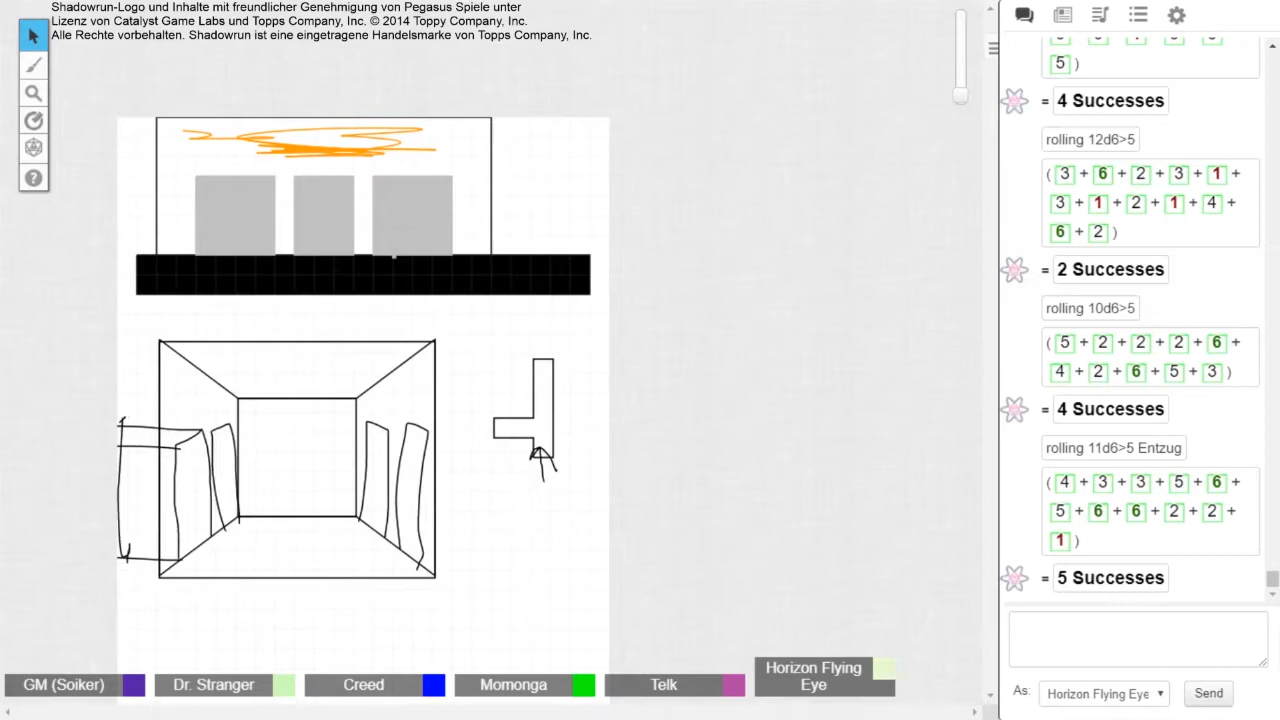 Shadowrun-Logo und Inhalte mit freundlicher Genehmigung von Pegasus Spiele unter
Lizenz von Catalyst Game Labs und Topps Company, Inc. © 2014 Topps Company, Inc.
Alle Rechte vorbehalten. Shadowrun ist eine eingetragene Handelsmarke von Topps Company, Inc.
5 )
= 4 Successes
rolling 12d6>5
( 3 + 6 + 2 + 3 + 1 +
3 + 1 + 2 + 1 + 4 +
6 + 2 )
= 2 Successes
rolling 10d6>5
( 5 + 2 + 2 + 2 + 6 +
4 + 2 + 6 + 5 + 3 )
= 4 Successes
rolling 11d6>5 Entzug
( 4 + 3 + 3 + 5 + 6 +
5 + 6 + 6 + 2 + 2 +
1 )
= 5 Successes
GM (Soiker)
Dr. Stranger
Creed
Momonga
Telk
Horizon Flying
Eye
As:
Horizon Flying Eye
Send